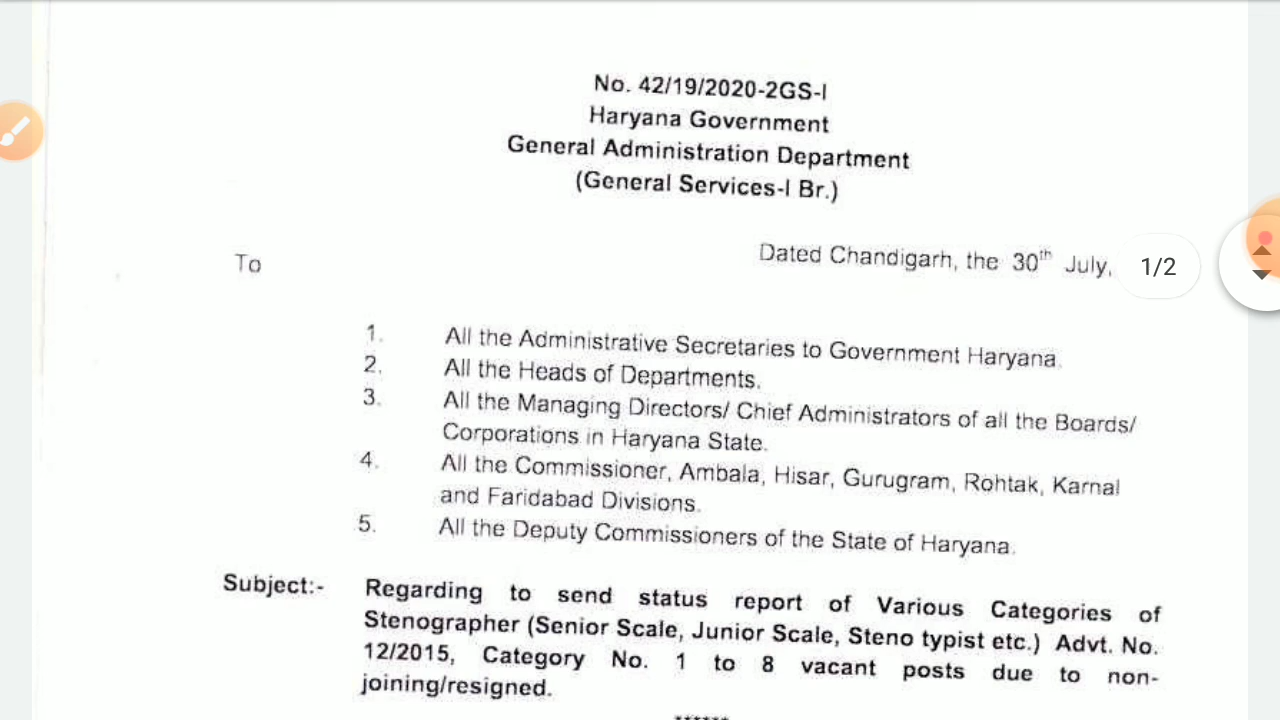 No. 42/19/2020-2GS-I
Haryana Government
General Administration Department
(General Services-I Br.)
Dated Chandigarh, the 30th July,
To
1/2
1. All the Administrative Secretaries to Government Haryana.
2. All the Heads of Departments.
3. All the Managing Directors/ Chief Administrators of all the Boards/
Corporations in Haryana State.
4. All the Commissioner, Ambala, Hisar, Gurugram, Rohtak, Karnal
and Faridabad Divisions.
5. All the Deputy Commissioners of the State of Haryana.
Subject:- Regarding to send status report of Various Categories of
Stenographer (Senior Scale, Junior Scale, Steno typist etc.) Advt. No.
12/2015, Category No. 1 to 8 vacant posts due to non-
joining/resigned.
******